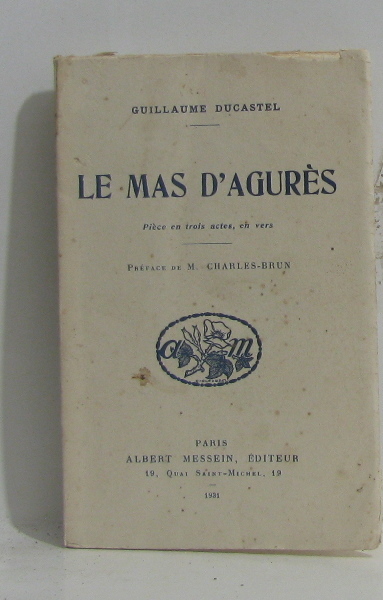 GUILLAUME DUCASTEL
LE MAS D'AGURÈS
Pièce en trois actes, en vers
PRÉFACE DE M. CHARLES-BRUN
a m
PARIS
ALBERT MESSEIN, ÉDITEUR
19, QUAI SAINT-MICHEL, 19
1931